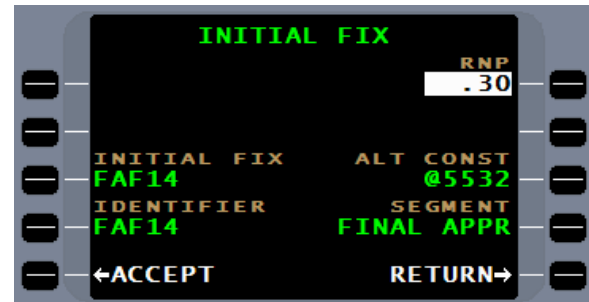 INITIAL FIX
RNP
.30
INITIAL FIX ALT CONST
FAF14 @5532
IDENTIFIER SEGMENT
FAF14 FINAL APPR
←ACCEPT RETURN→